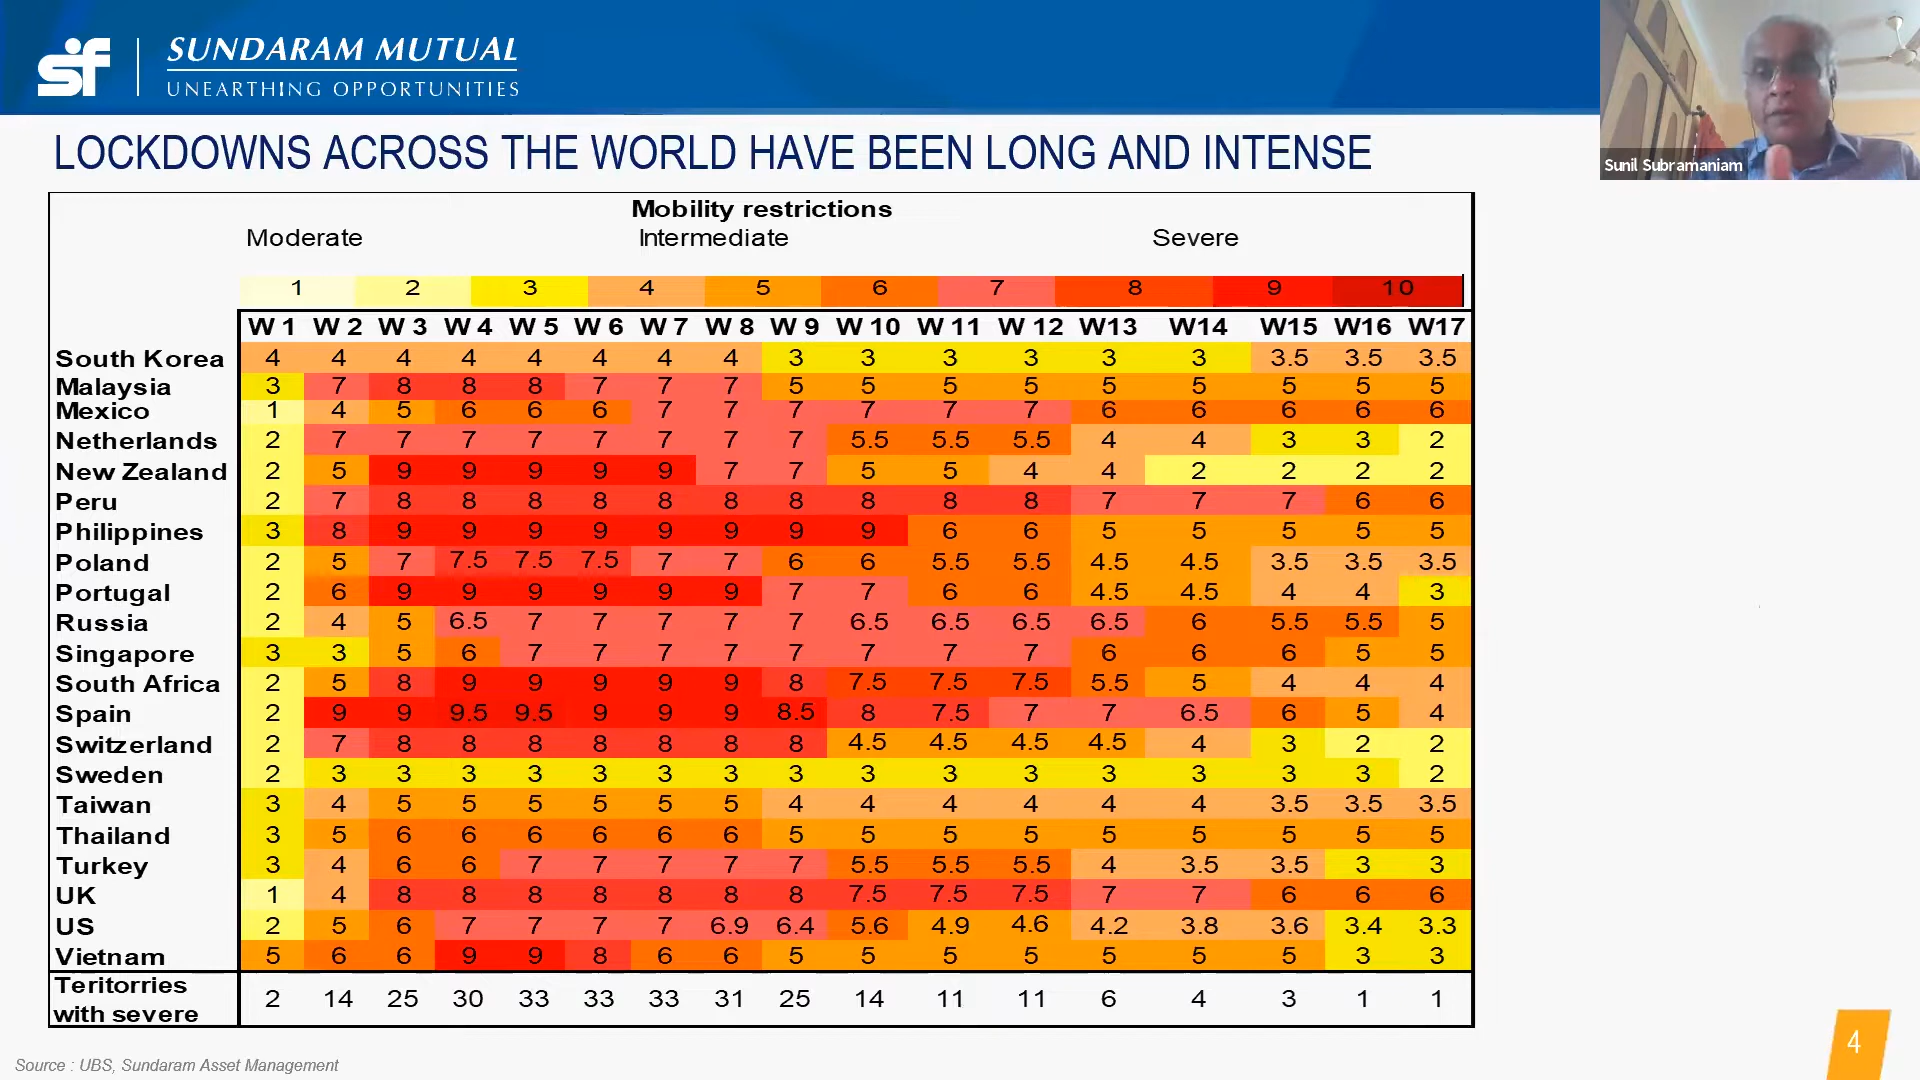 sf
SUNDARAM MUTUAL
UNEARTHING OPPORTUNITIES
Sunil Subramaniam
LOCKDOWNS ACROSS THE WORLD HAVE BEEN LONG AND INTENSE
Mobility restrictions
Moderate Intermediate Severe
1 2 3 4 5 6 7 8 9 10
W 1 W 2 W 3 W 4 W 5 W 6 W 7 W 8 W 9 W 10 W 11 W 12 W13 W14 W15 W16 W17
South Korea 4 4 4 4 4 4 4 4 3 3 3 3 3 3 3.5 3.5 3.5
Malaysia 3 7 8 8 8 7 7 7 5 5 5 5 5 5 5 5 5
Mexico 1 4 5 6 6 6 7 7 7 7 7 7 6 6 6 6 6
Netherlands 2 7 7 7 7 7 7 7 7 5.5 5.5 5.5 4 4 3 3 2
New Zealand 2 5 9 9 9 9 9 7 7 5 5 4 4 2 2 2 2
Peru 2 7 8 8 8 8 8 8 8 8 8 8 7 7 7 6 6
Philippines 3 8 9 9 9 9 9 9 9 9 6 6 5 5 5 5 5
Poland 2 5 7 7.5 7.5 7.5 7 7 6 6 5.5 5.5 4.5 4.5 3.5 3.5 3.5
Portugal 2 6 9 9 9 9 9 9 7 7 6 6 4.5 4.5 4 4 3
Russia 2 4 5 6.5 7 7 7 7 7 6.5 6.5 6.5 6.5 6 5.5 5.5 5
Singapore 3 3 5 6 7 7 7 7 7 7 7 7 6 6 6 5 5
South Africa 2 5 8 9 9 9 9 9 8 7.5 7.5 7.5 5.5 5 4 4 4
Spain 2 9 9 9.5 9.5 9 9 9 8.5 8 7.5 7 7 6.5 6 5 4
Switzerland 2 7 8 8 8 8 8 8 8 4.5 4.5 4.5 4.5 4 3 2 2
Sweden 2 3 3 3 3 3 3 3 3 3 3 3 3 3 3 3 2
Taiwan 3 4 5 5 5 5 5 5 4 4 4 4 4 4 3.5 3.5 3.5
Thailand 3 5 6 6 6 6 6 6 5 5 5 5 5 5 5 5 5
Turkey 3 4 6 6 7 7 7 7 7 5.5 5.5 5.5 4 3.5 3.5 3 3
UK 1 4 8 8 8 8 8 8 8 7.5 7.5 7.5 7 7 6 6 6
US 2 5 6 7 7 7 7 6.9 6.4 5.6 4.9 4.6 4.2 3.8 3.6 3.4 3.3
Vietnam 5 6 6 9 9 8 6 6 5 5 5 5 5 5 5 3 3
Teritorries
with severe 2 14 25 30 33 33 33 31 25 14 11 11 6 4 3 1 1
4
Source : UBS, Sundaram Asset Management